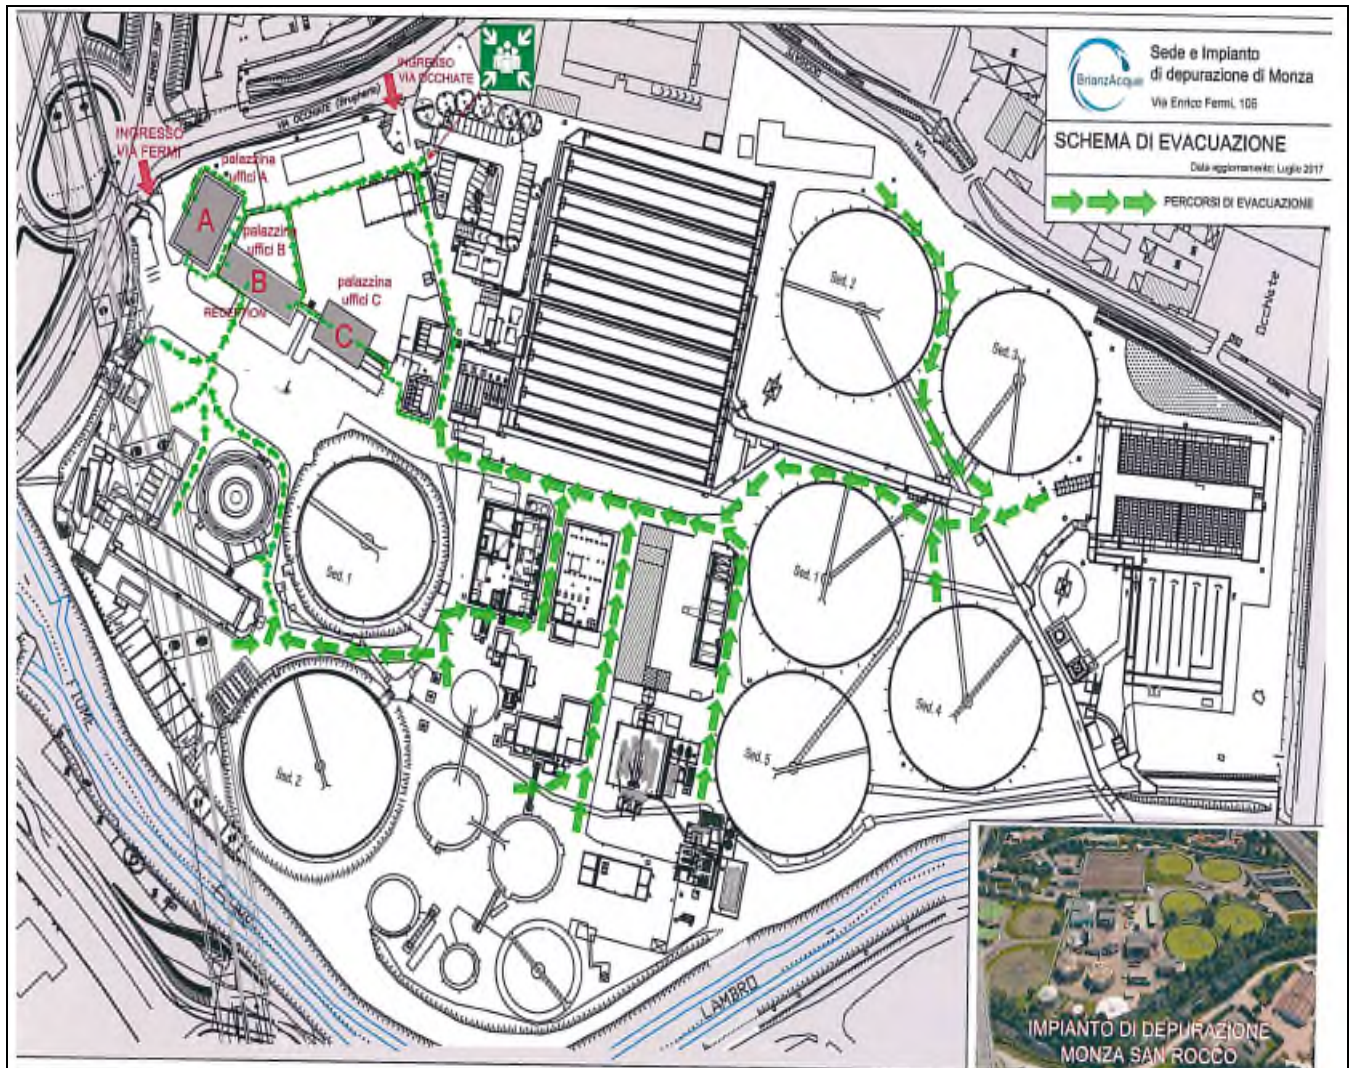 INGRESSO
VIA OCCHIATE
VIA OCCHIATE (Brugherio)
INGRESSO
VIA FERMI
palazzina
uffici A
A
palazzina
uffici B
B
RECEPTION
palazzina
uffici C
C
BrianzAcque
Sede e Impianto
di depurazione di Monza
Via Enrico Fermi, 105
SCHEMA DI EVACUAZIONE
Data aggiornamento: Luglio 2017
PERCORSI DI EVACUAZIONE
Occhiate
Sed. 2
Sed. 3
Sed. 1
Sed. 1
Sed. 4
Sed. 5
Sed. 2
FIUME
LAMBRO
IMPIANTO DI DEPURAZIONE
MONZA SAN ROCCO